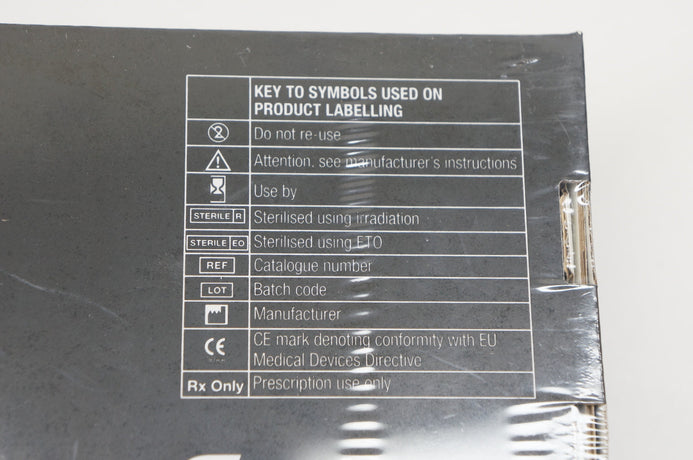 KEY TO SYMBOLS USED ON
PRODUCT LABELLING
Do not re-use
Attention, see manufacturer's instructions
Use by
STERILE R Sterilised using irradiation
STERILE EO Sterilised using ETO
REF Catalogue number
LOT Batch code
Manufacturer
CE CE mark denoting conformity with EU
Medical Devices Directive
Rx Only Prescription use only